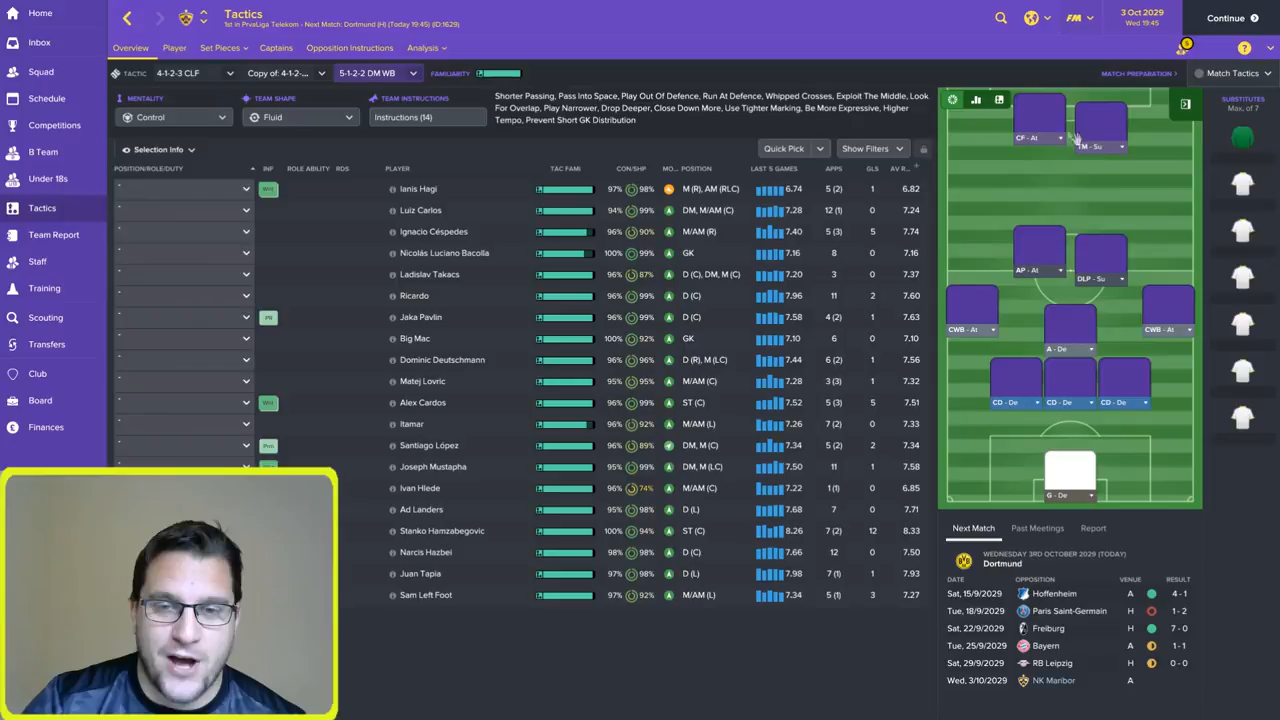 Home
Inbox
Squad
Schedule
Competitions
B Team
Under 18s
Tactics
Team Report
Staff
Training
Scouting
Transfers
Club
Board
Finances
Tactics
1st in PrvaLiga Telekom - Next Match: Dortmund (H) (Today 19:45) (ID:1629)
FM
3 Oct 2029
Wed 19:45
Continue
Overview Player Set Pieces Captains Opposition Instructions Analysis
TACTIC 4-1-2-3 CLF Copy of: 4-1-2-... 5-1-2-2 DM WB FAMILIARITY
MATCH PREPARATION > Match Tactics
MENTALITY TEAM SHAPE TEAM INSTRUCTIONS
Control Fluid Instructions (14)
Shorter Passing, Pass Into Space, Play Out Of Defence, Run At Defence, Whipped Crosses, Exploit The Middle, Look
For Overlap, Play Narrower, Drop Deeper, Close Down More, Use Tighter Marking, Be More Expressive, Higher
Tempo, Prevent Short GK Distribution
Selection Info Quick Pick Show Filters
POSITION/ROLE/DUTY INF ROLE ABILITY RDS PLAYER TAC FAMI CON/SHP MO... POSITION LAST 5 GAMES APPS GLS AV R...
- Wnt Ianis Hagi 97% 98% M (R), AM (RLC) 6.74 5 (2) 1 6.82
- Luiz Carlos 94% 99% DM, M/AM (C) 7.28 12 (1) 0 7.24
- Ignacio Céspedes 96% 90% M/AM (R) 7.40 5 (3) 5 7.74
- Nicolás Luciano Bacolla 100% 99% GK 7.16 8 0 7.16
- Ladislav Takacs 96% 87% D (C), DM, M (C) 7.20 3 0 7.37
- Ricardo 96% 99% D (C) 7.96 11 2 7.60
- PR Jaka Pavlin 99% D (C) 7.58 4 (2) 1 7.63
- Big Mac 100% 92% GK 7.10 6 0 7.10
- Dominic Deutschmann 96% 96% D (R), M (LC) 7.44 6 (2) 1 7.56
- Matej Lovric 95% 95% M/AM (C) 7.28 3 (3) 1 7.32
- Wnt Alex Cardos 96% 99% ST (C) 7.52 5 (3) 5 7.51
- Itamar 96% 92% M/AM (L) 7.26 7 (2) 0 7.33
- Santiago López 96% 89% DM, M (C) 7.34 5 (2) 2 7.34
- Joseph Mustapha 95% 99% DM, M (LC) 7.50 11 1 7.58
Ivan Hlede 96% 74% M/AM (C) 7.22 1 (1) 0 6.85
Ad Landers 95% 98% D (L) 7.68 7 0 7.71
Stanko Hamzabegovic 100% 94% ST (C) 8.26 7 (2) 12 8.33
Narcis Hazbei 98% 98% D (C) 7.66 12 0 7.50
Juan Tapia 97% 98% D (L) 7.98 7 (1) 1 7.93
Sam Left Foot 97% 92% M/AM (L) 7.34 5 (1) 3 7.27
CF - At TM - Su
AP - At DLP - Su
CWB - At A - De CWB - At
CD - De CD - De CD - De
G - De
SUBSTITUTES
Max. of 7
Next Match Past Meetings Report
WEDNESDAY 3RD OCTOBER 2029 (TODAY)
Dortmund
DATE OPPOSITION VENUE RESULT
Sat, 15/9/2029 Hoffenheim A 4-1
Tue, 18/9/2029 Paris Saint-Germain H 1-2
Sat, 22/9/2029 Freiburg H 7-0
Tue, 25/9/2029 Bayern A 1-1
Sat, 29/9/2029 RB Leipzig H 0-0
Wed, 3/10/2029 NK Maribor A